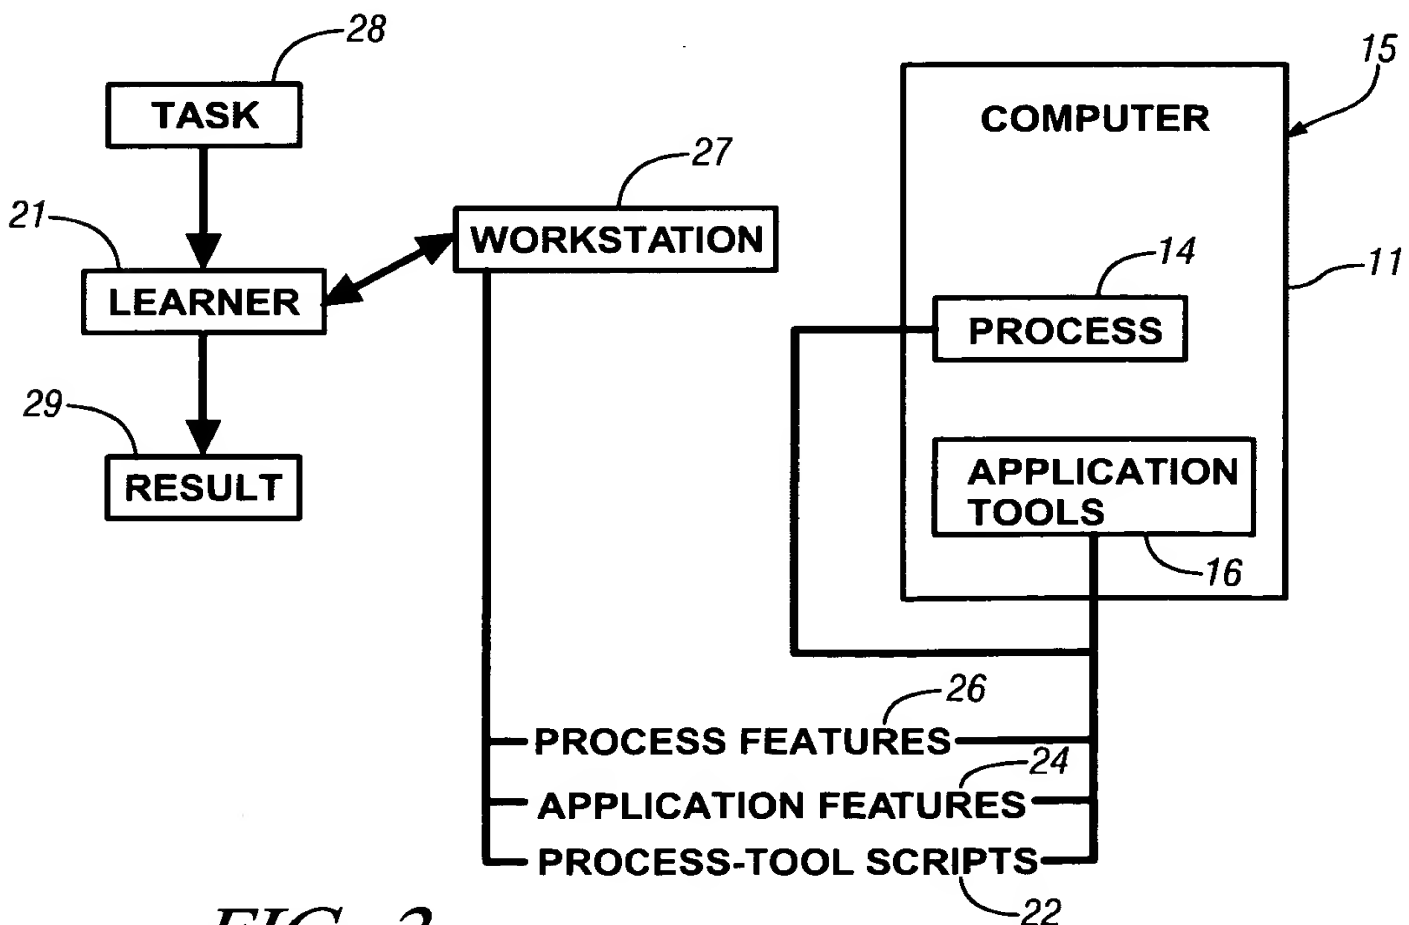 28
TASK
15
COMPUTER
27
21
WORKSTATION
14
11
LEARNER
PROCESS
29
RESULT
APPLICATION
TOOLS
16
26
PROCESS FEATURES
24
APPLICATION FEATURES
PROCESS-TOOL SCRIPTS
22